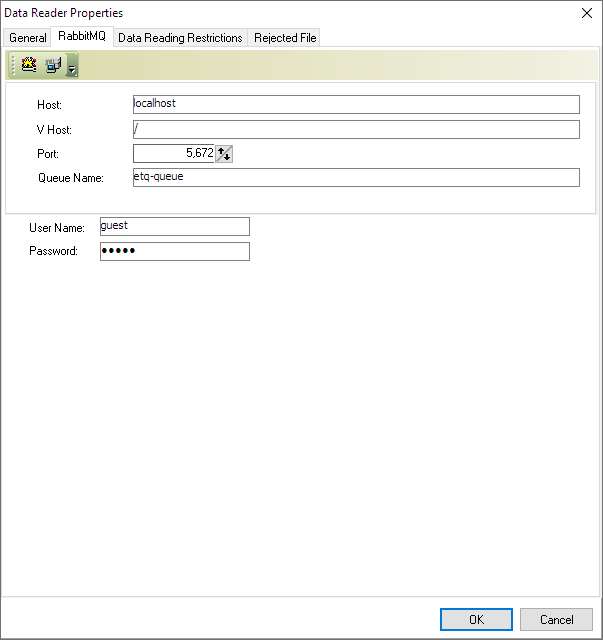 Data Reader Properties
General RabbitMQ Data Reading Restrictions Rejected File
Host: localhost
V Host: /
Port: 5,672
Queue Name: etq-queue
User Name: guest
Password: •••••
OK Cancel